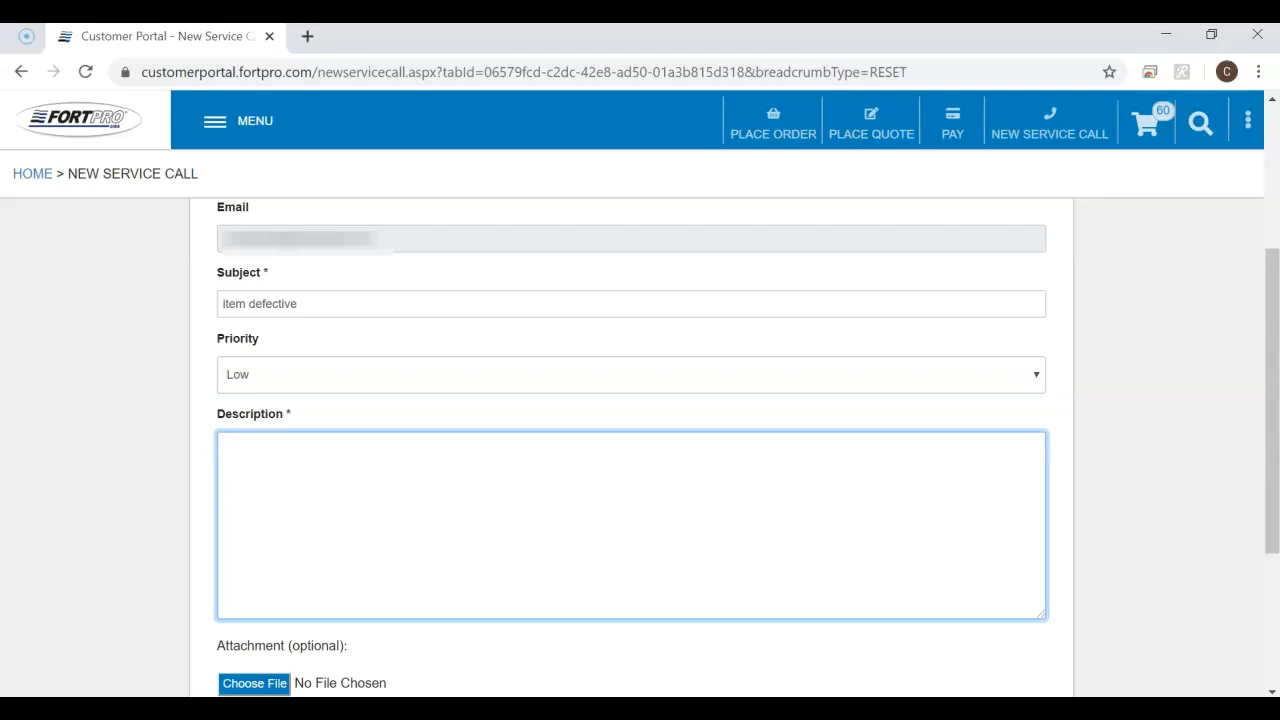 Customer Portal - New Service C
customerportal.fortpro.com/newservicecall.aspx?tabId=06579fcd-c2dc-42e8-ad50-01a3b815d318&breadcrumbType=RESET
C
FORTPRO
USA
MENU
PLACE ORDER
PLACE QUOTE
PAY
NEW SERVICE CALL
60
HOME > NEW SERVICE CALL
Email
Subject *
item defective
Priority
Low
Description *
Attachment (optional):
Choose File No File Chosen